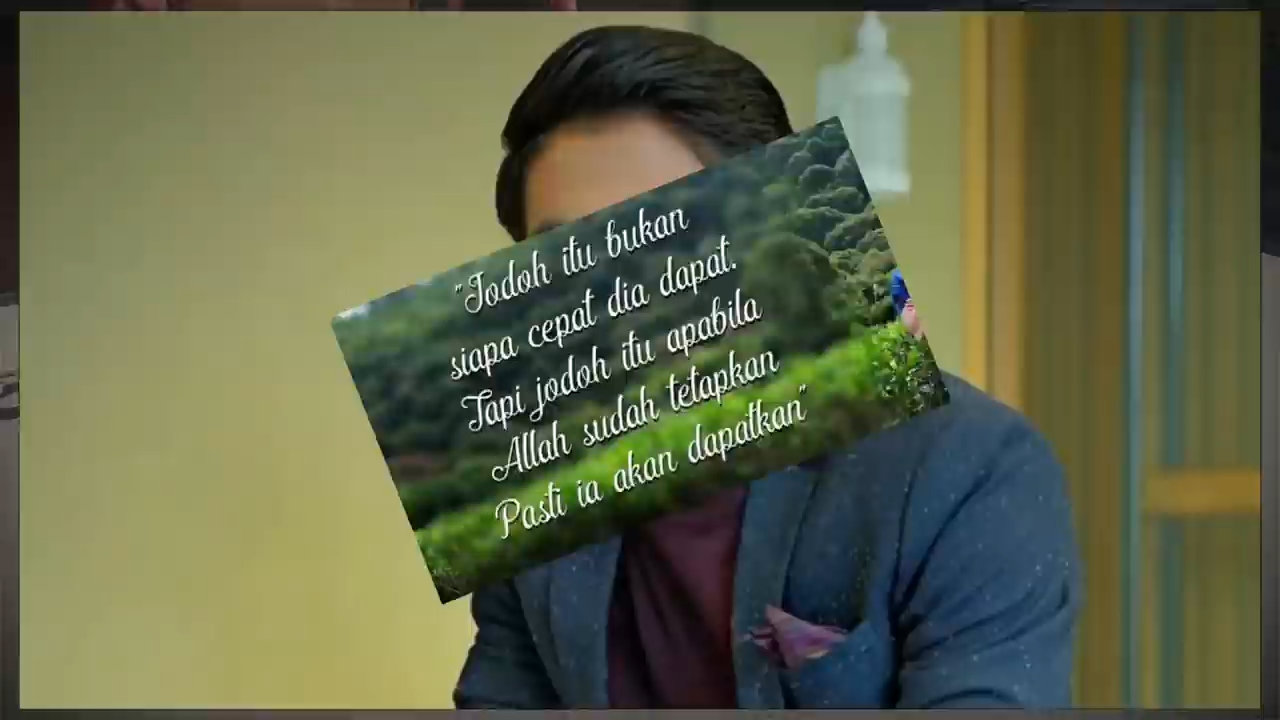 "Jodoh itu bukan
siapa cepat dia dapat.
Tapi jodoh itu apabila
Allah sudah tetapkan
Pasti ia akan dapatkan"